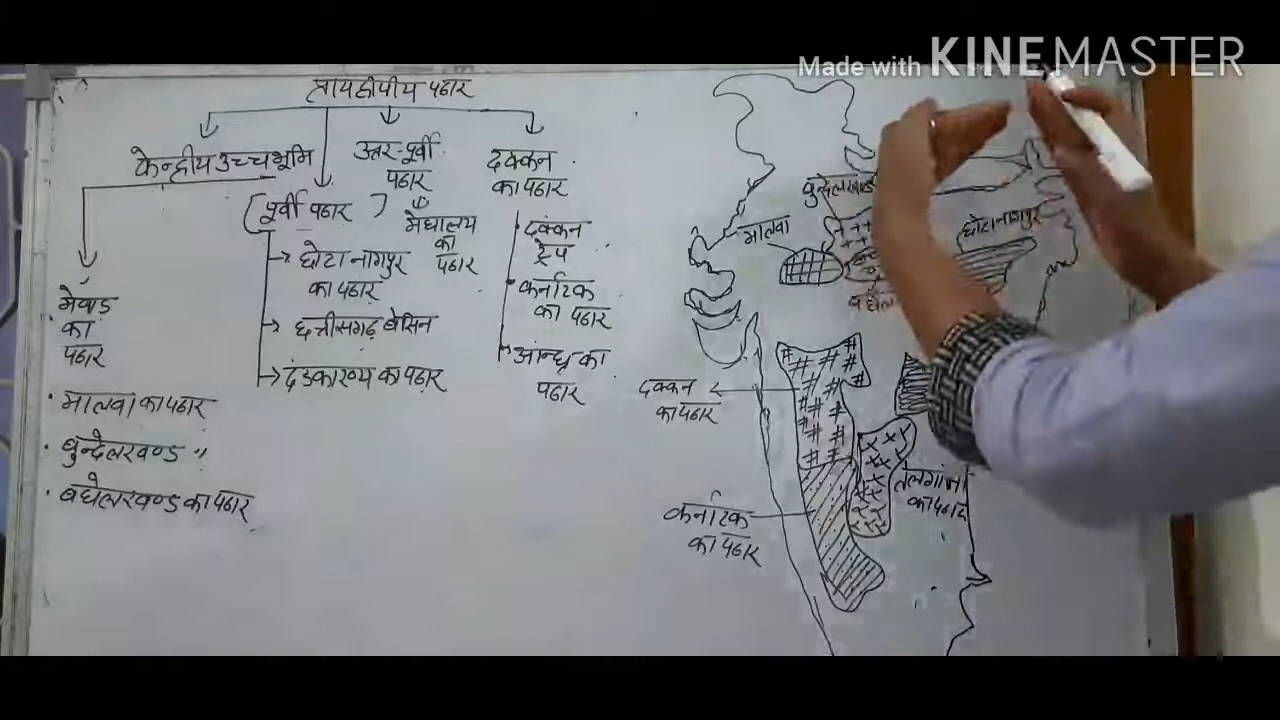 Made with KINEMASTER
प्रायद्वीपीय पठार
केन्द्रीय उच्च भूमि
(पूर्वी पठार)
उत्तर-पूर्वी
पठार
मेघालय
का
पठार
दक्कन
का पठार
मेवाड़
का
पठार
मालवा का पठार
बुन्देलखण्ड "
बघेलखण्ड का पठार
छोटा नागपुर
का पठार
छत्तीसगढ़ बेसिन
दंडकारण्य का पठार
दक्कन
ट्रेप
कर्नाटक
का पठार
आन्ध्र का
पठार
बुन्देलखण्ड
मालवा
छोटा नागपुर
दक्कन
का पठार
तेलगांना
का पठार
कर्नाटक
का पठार